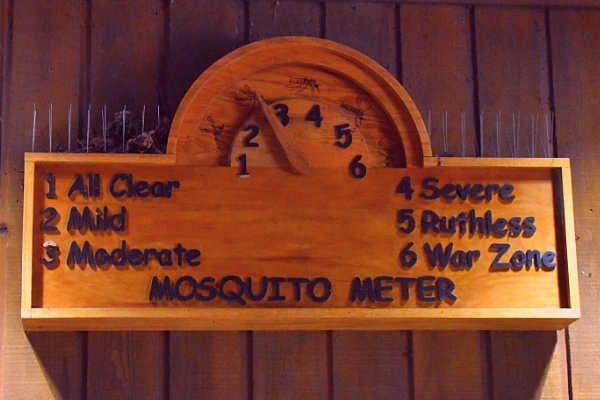 1 2 3 4 5 6
1 All Clear
2 Mild
3 Moderate
4 Severe
5 Ruthless
6 War Zone
MOSQUITO METER